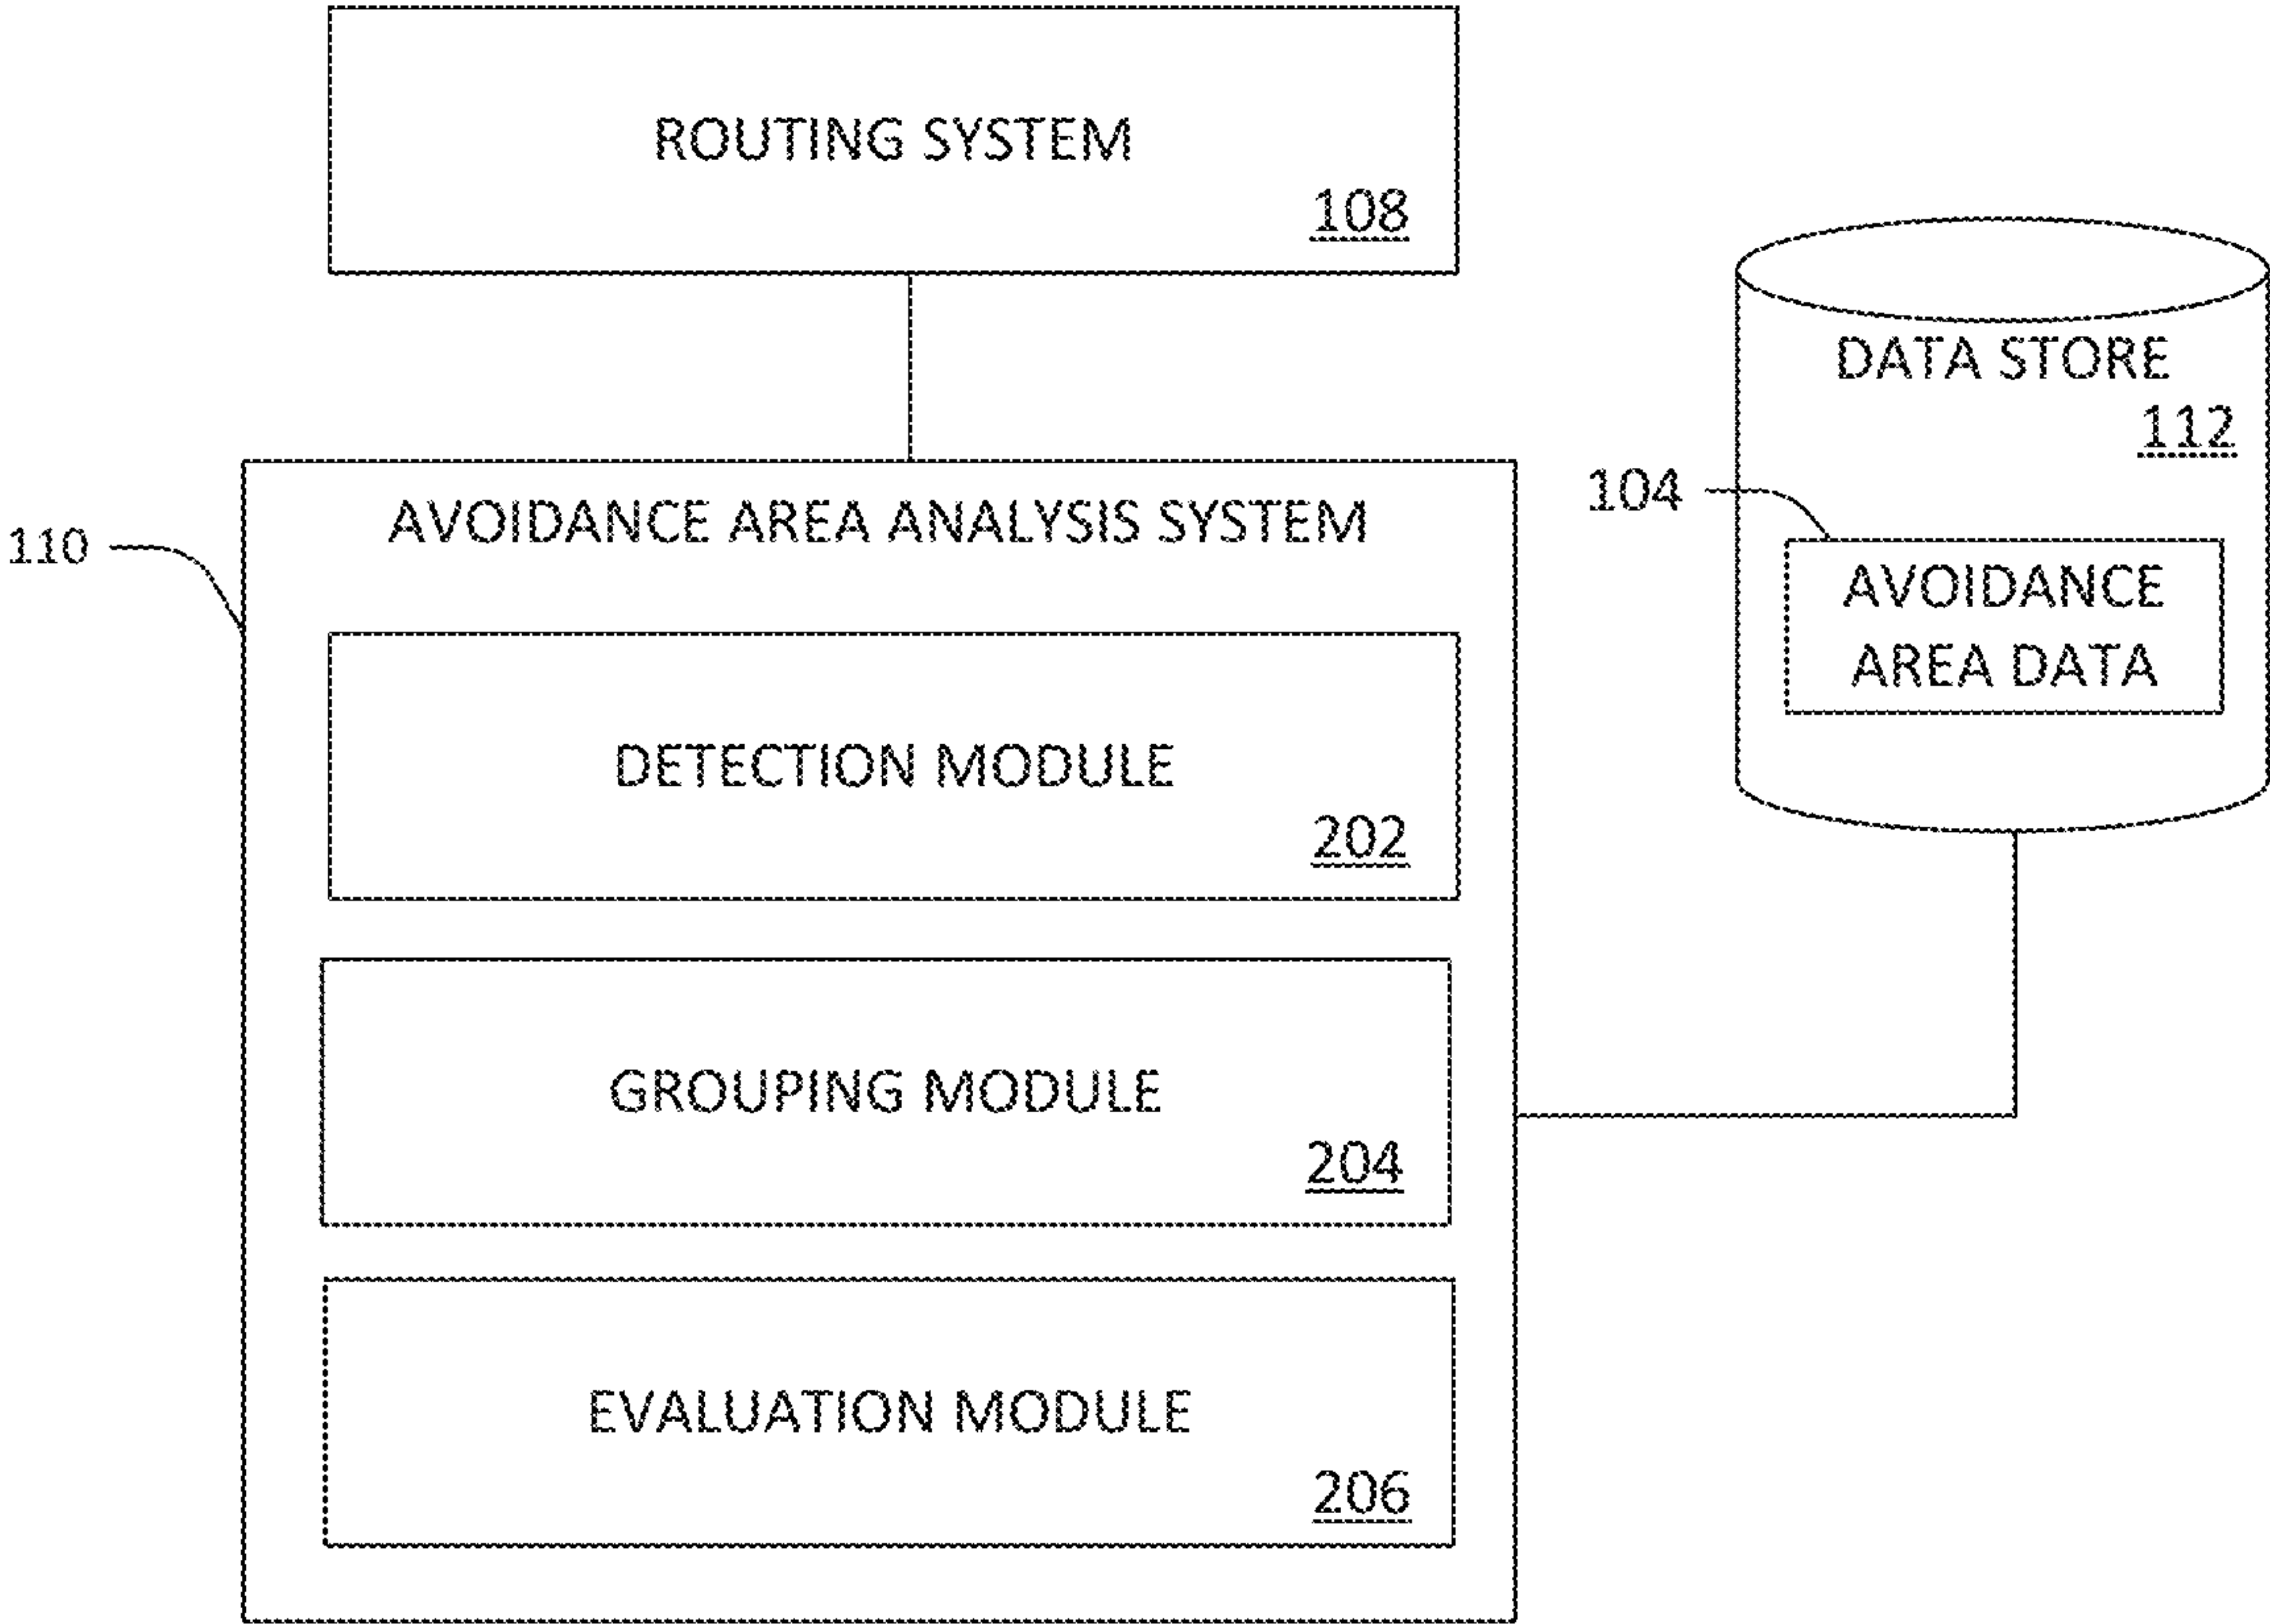 ROUTING SYSTEM
108
DATA STORE
112
104
AVOIDANCE
AREA DATA
110
AVOIDANCE AREA ANALYSIS SYSTEM
DETECTION MODULE
202
GROUPING MODULE
204
EVALUATION MODULE
206